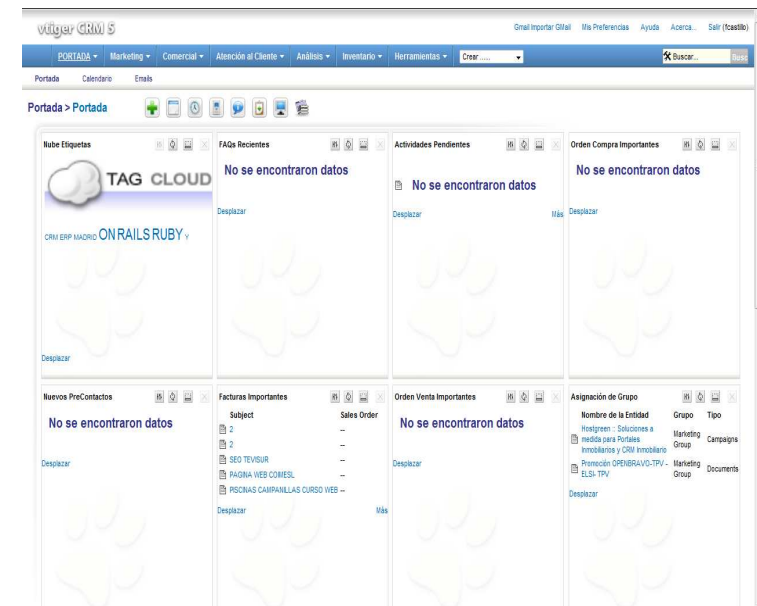 vtiger CRM 5
Gmail Importar GMail Mis Preferencias Ayuda Acerca... Salir (fcastillo)
PORTADA Marketing Comercial Atención al Cliente Análisis Inventario Herramientas Crear ...... Buscar... Busc
Portada Calendario Emails
Portada > Portada
Nube Etiquetas
TAG CLOUD
CRM ERP MADRID ON RAILS RUBY Y
Desplazar
FAQs Recientes
No se encontraron datos
Desplazar
Actividades Pendientes
No se encontraron datos
Desplazar Más
Orden Compra Importantes
No se encontraron datos
Desplazar
Nuevos PreContactos
No se encontraron datos
Desplazar
Facturas Importantes
Subject Sales Order
2 --
2 --
SEO TEVISUR --
PAGINA WEB COMESL --
PISCINAS CAMPANILLAS CURSO WEB --
Desplazar Más
Orden Venta Importantes
No se encontraron datos
Desplazar
Asignación de Grupo
Nombre de la Entidad Grupo Tipo
Hostgreen :: Soluciones a
medida para Portales
Inmobiliarios y CRM Inmobiliario
Marketing
Group
Campaigns
Promoción OPENBRAVO-TPV –
ELSI- TPV
Marketing
Group
Documents
Desplazar